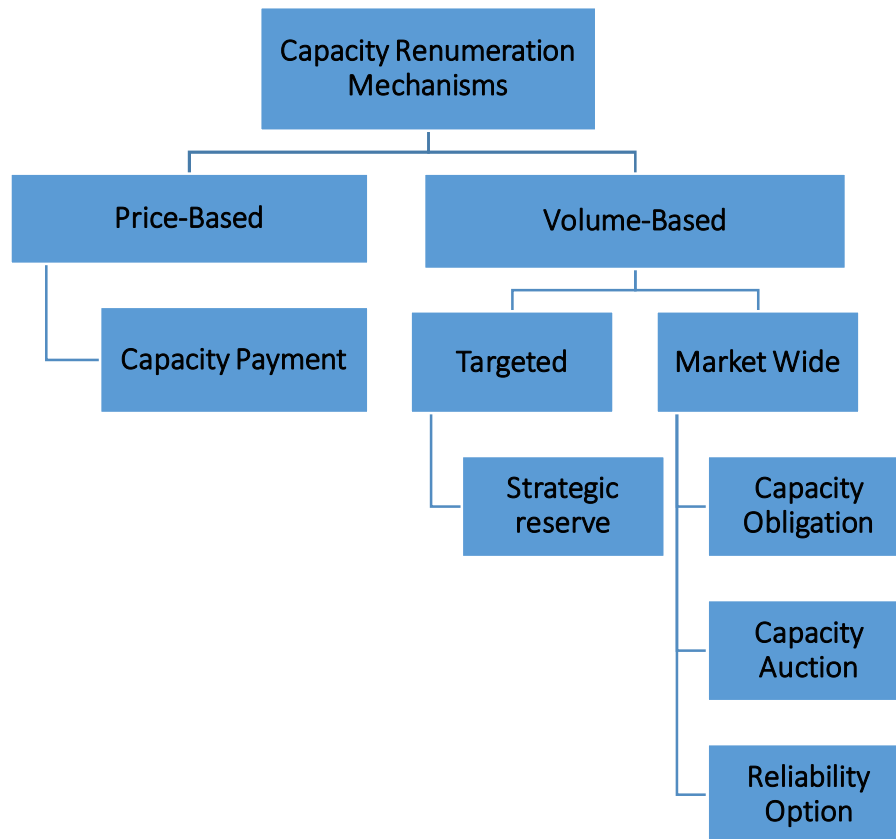 Capacity Renumeration
Mechanisms
Price-Based
Volume-Based
Capacity Payment
Targeted
Market Wide
Strategic
reserve
Capacity
Obligation
Capacity
Auction
Reliability
Option